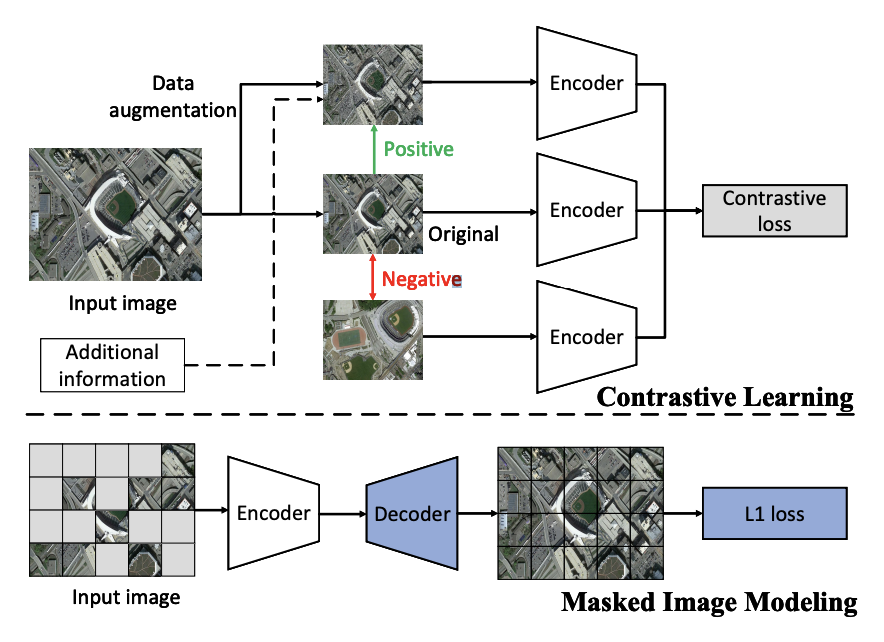 Data
augmentation
Encoder
Positive
Encoder
Contrastive
loss
Original
Input image
Negative
Additional
information
Encoder
Contrastive Learning
Encoder
Decoder
L1 loss
Input image
Masked Image Modeling